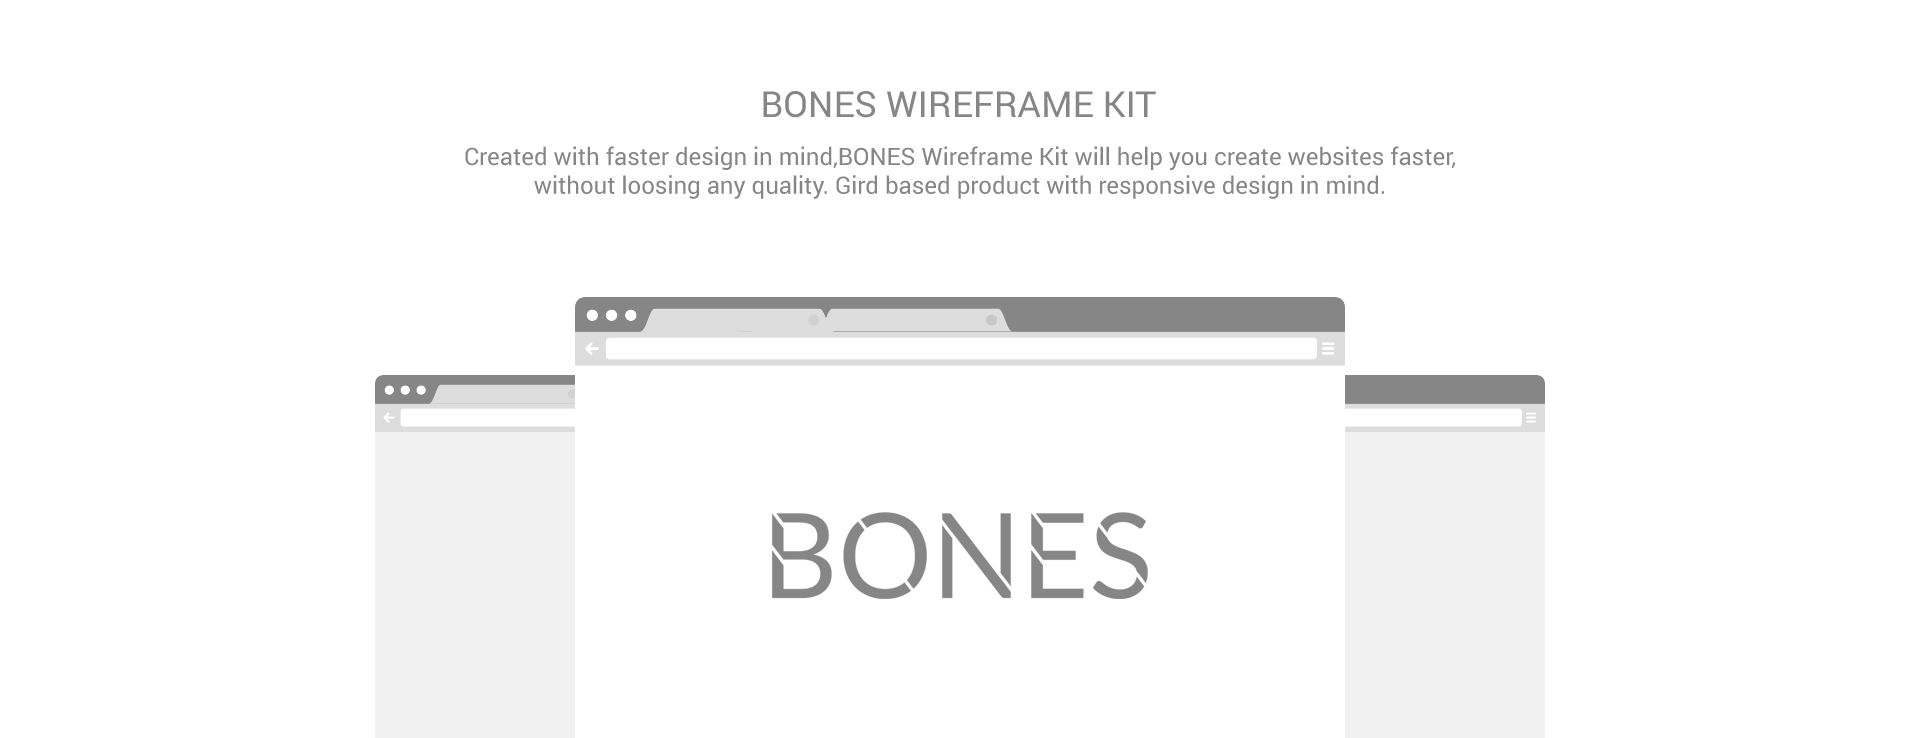 BONES WIREFRAME KIT
Created with faster design in mind,BONES Wireframe Kit will help you create websites faster,
without loosing any quality. Gird based product with responsive design in mind.
BONES